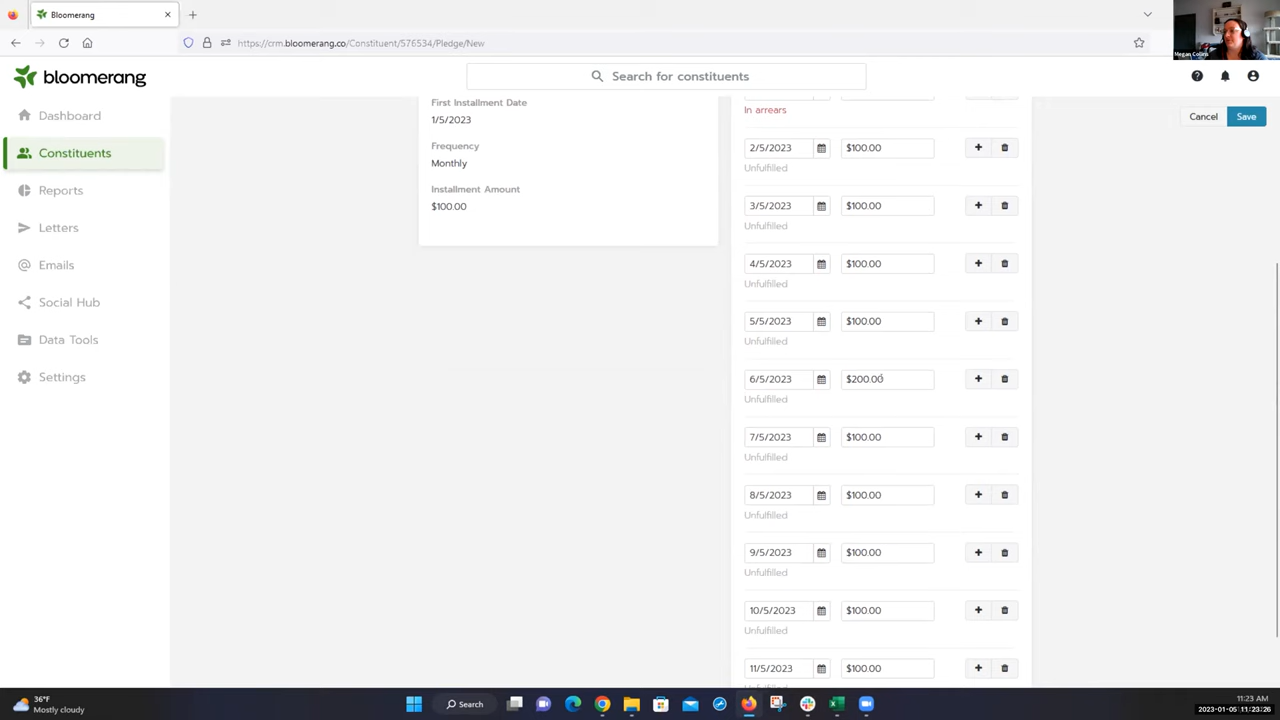 Bloomerang
https://crm.bloomerang.co/Constituent/576534/Pledge/New
Megan Collins
bloomerang
Search for constituents
Dashboard
Constituents
Reports
Letters
Emails
Social Hub
Data Tools
Settings
First Installment Date
1/5/2023
Frequency
Monthly
Installment Amount
$100.00
In arrears
2/5/2023 $100.00
Unfulfilled
3/5/2023 $100.00
Unfulfilled
4/5/2023 $100.00
Unfulfilled
5/5/2023 $100.00
Unfulfilled
6/5/2023 $200.00
Unfulfilled
7/5/2023 $100.00
Unfulfilled
8/5/2023 $100.00
Unfulfilled
9/5/2023 $100.00
Unfulfilled
10/5/2023 $100.00
Unfulfilled
11/5/2023 $100.00
Cancel Save
36°F
Mostly cloudy
Search
11:23 AM
2023-01-05 11:23:26